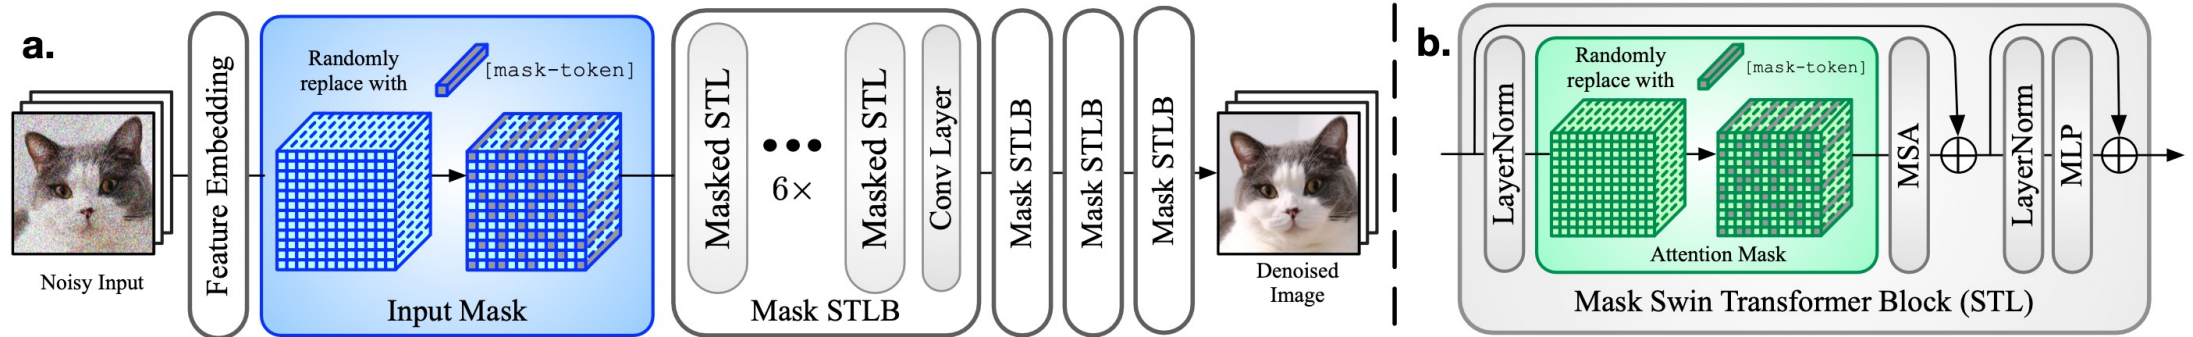 a.
Noisy Input
Feature Embedding
Randomly
replace with
[mask-token]
Input Mask
Masked STL
6×
Masked STL
Conv Layer
Mask STLB
Mask STLB
Mask STLB
Mask STLB
Denoised
Image
b.
LayerNorm
Randomly
replace with
[mask-token]
Attention Mask
MSA
LayerNorm
MLP
Mask Swin Transformer Block (STL)